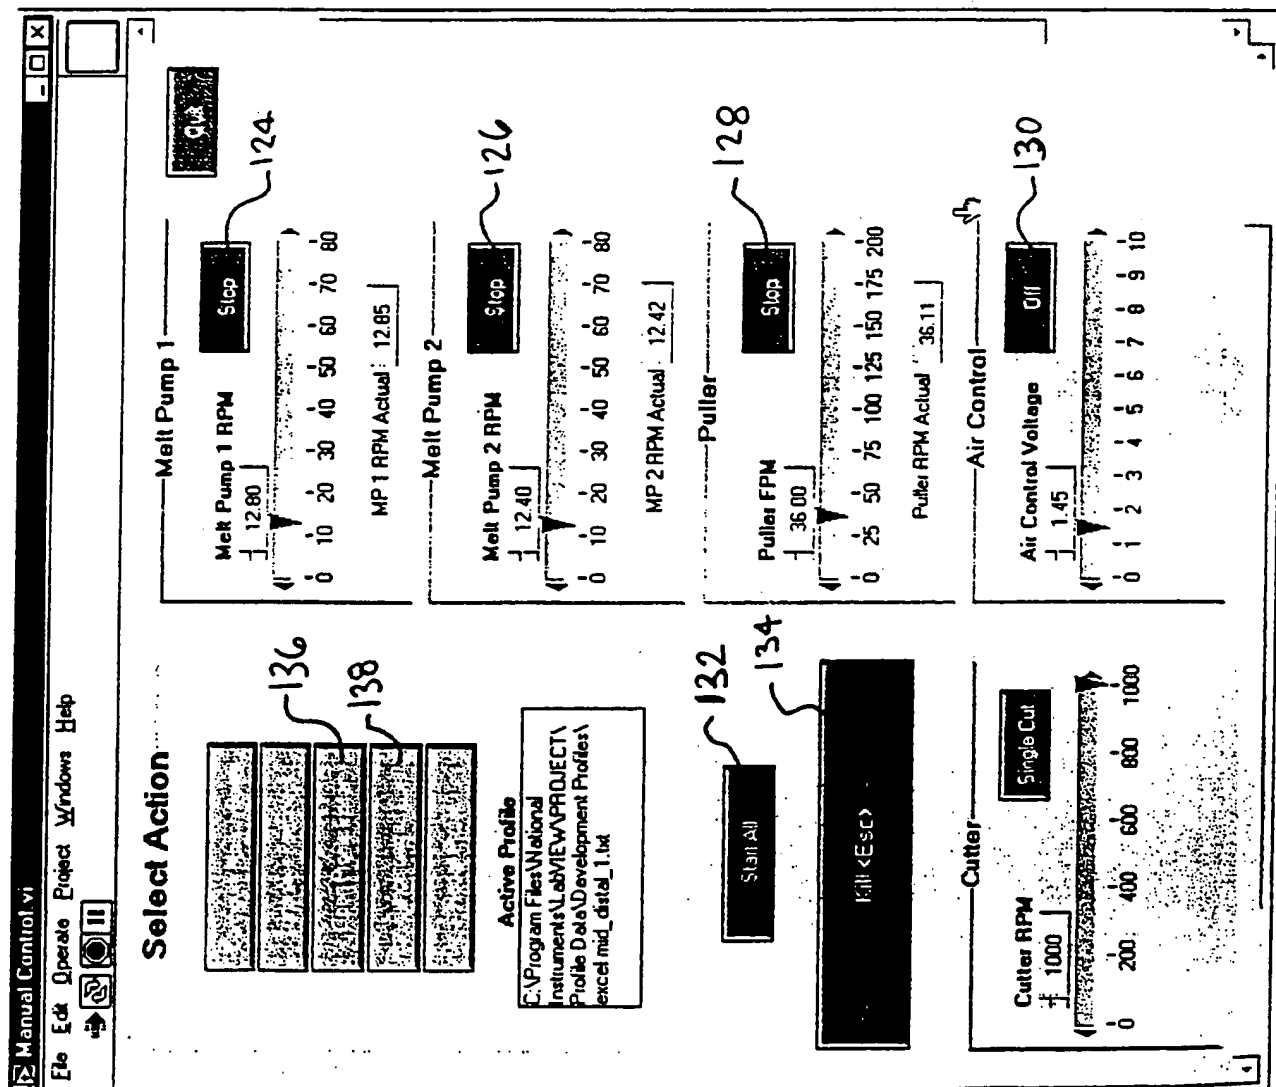 Manual Control.vi
File Edit Operate Project Windows Help
Select Action
136
138
Active Profile
C:\Program Files\National
Instruments\LabVIEW\PROJECT\
Profile Data\Development Profiles\
excel mid_distal_1.txt
132
Start All
134
Kill <Esc>
Cutter
Cutter RPM
1000
Single Cut
0 200 400 600 800 1000
Quit
Melt Pump 1
Melt Pump 1 RPM
12.80
Stop
124
0 10 20 30 40 50 60 70 80
MP 1 RPM Actual 12.85
Melt Pump 2
Melt Pump 2 RPM
12.40
Stop
126
0 10 20 30 40 50 60 70 80
MP 2 RPM Actual 12.42
Puller
Puller FPM
36.00
Stop
128
0 25 50 75 100 125 150 175 200
Puller RPM Actual 36.11
Air Control
Air Control Voltage
1.45
Off
130
0 1 2 3 4 5 6 7 8 9 10